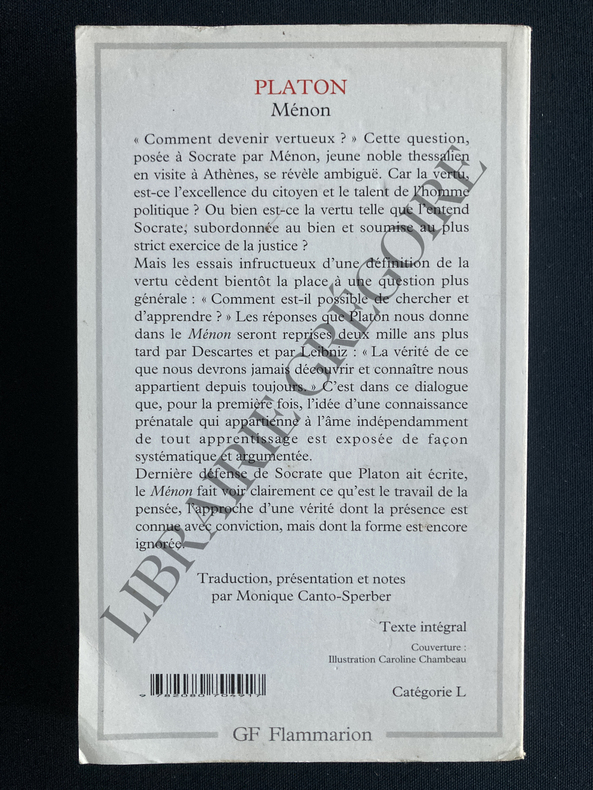 PLATON
Ménon
« Comment devenir vertueux ? » Cette question,
posée à Socrate par Ménon, jeune noble thessalien
en visite à Athènes, se révèle ambiguë. Car la vertu,
est-ce l'excellence du citoyen et le talent de l'homme
politique ? Ou bien est-ce la vertu telle que l'entend
Socrate, subordonnée au bien et soumise au plus
strict exercice de la justice ?
Mais les essais infructueux d'une définition de la
vertu cèdent bientôt la place à une question plus
générale : « Comment est-il possible de chercher et
d'apprendre ? » Les réponses que Platon nous donne
dans le Ménon seront reprises deux mille ans plus
tard par Descartes et par Leibniz : « La vérité de ce
que nous devrons jamais découvrir et connaître nous
appartient depuis toujours. » C'est dans ce dialogue
que, pour la première fois, l'idée d'une connaissance
prénatale qui appartienne à l'âme indépendamment
de tout apprentissage est exposée de façon
systématique et argumentée.
Dernière défense de Socrate que Platon ait écrite,
le Ménon fait voir clairement ce qu'est le travail de la
pensée, l'approche d'une vérité dont la présence est
connue avec conviction, mais dont la forme est encore
ignorée.
Traduction, présentation et notes
par Monique Canto-Sperber
Texte intégral
Couverture :
Illustration Caroline Chambeau
9 782080 704917
Catégorie L
GF Flammarion
LIBRAIRIE GRÉGOIRE